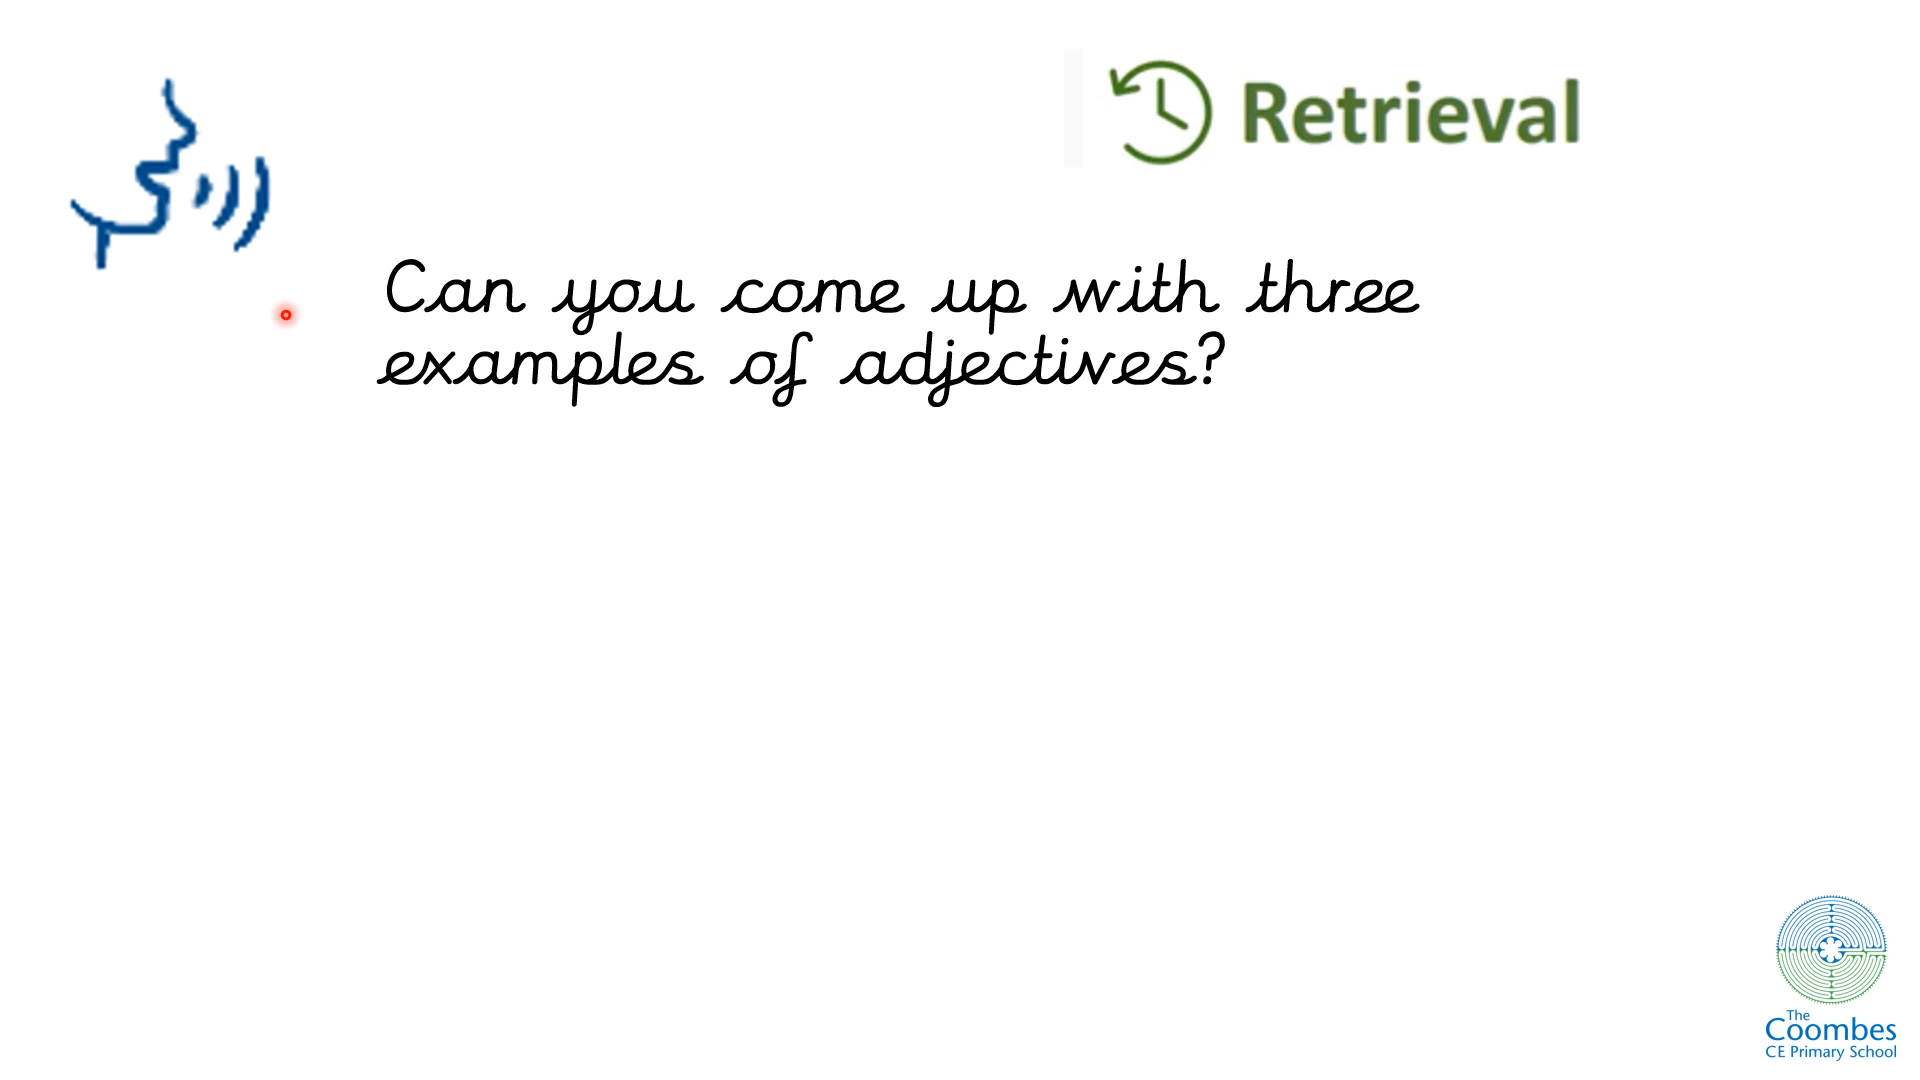 Retrieval
Can you come up with three
examples of adjectives?
The
Coombes
CE Primary School